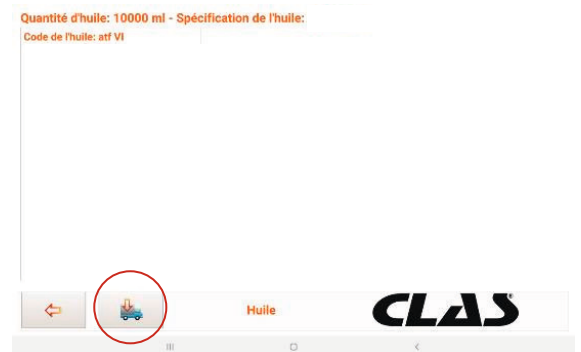 Quantité d'huile: 10000 ml - Spécification de l'huile:
Code de l'huile: atf VI
Huile
CLAS